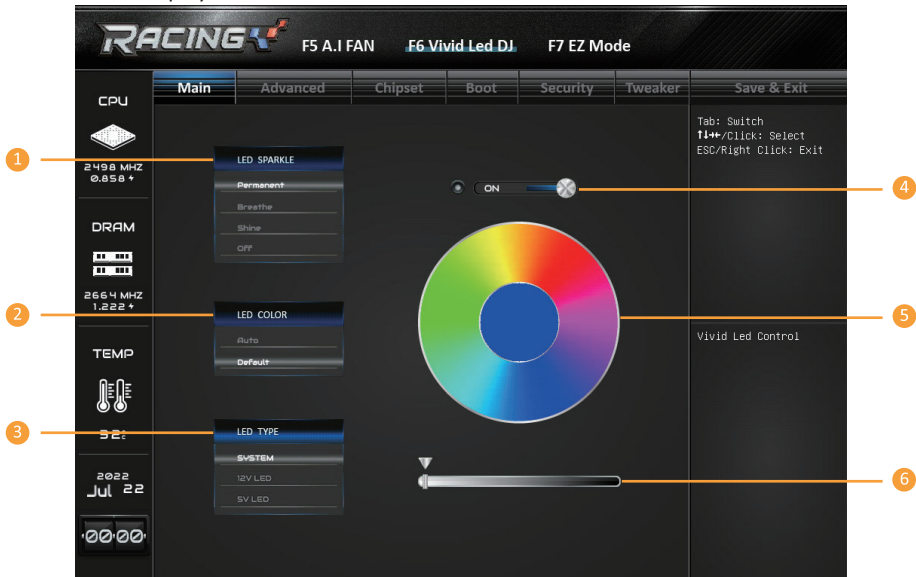 RACING
F5 A.I FAN F6 Vivid Led DJ F7 EZ Mode
Main Advanced Chipset Boot Security Tweaker Save & Exit
CPU
2498 MHZ
0.858
DRAM
2664 MHZ
1.222
TEMP
2022
Jul 22
00:00
1
LED SPARKLE
Permanent
Breathe
Shine
Off
2
LED COLOR
Auto
Default
3
LED TYPE
SYSTEM
12V LED
5V LED
ON
4
5
6
Tab: Switch
↑↓→←/Click: Select
ESC/Right Click: Exit
Vivid Led Control